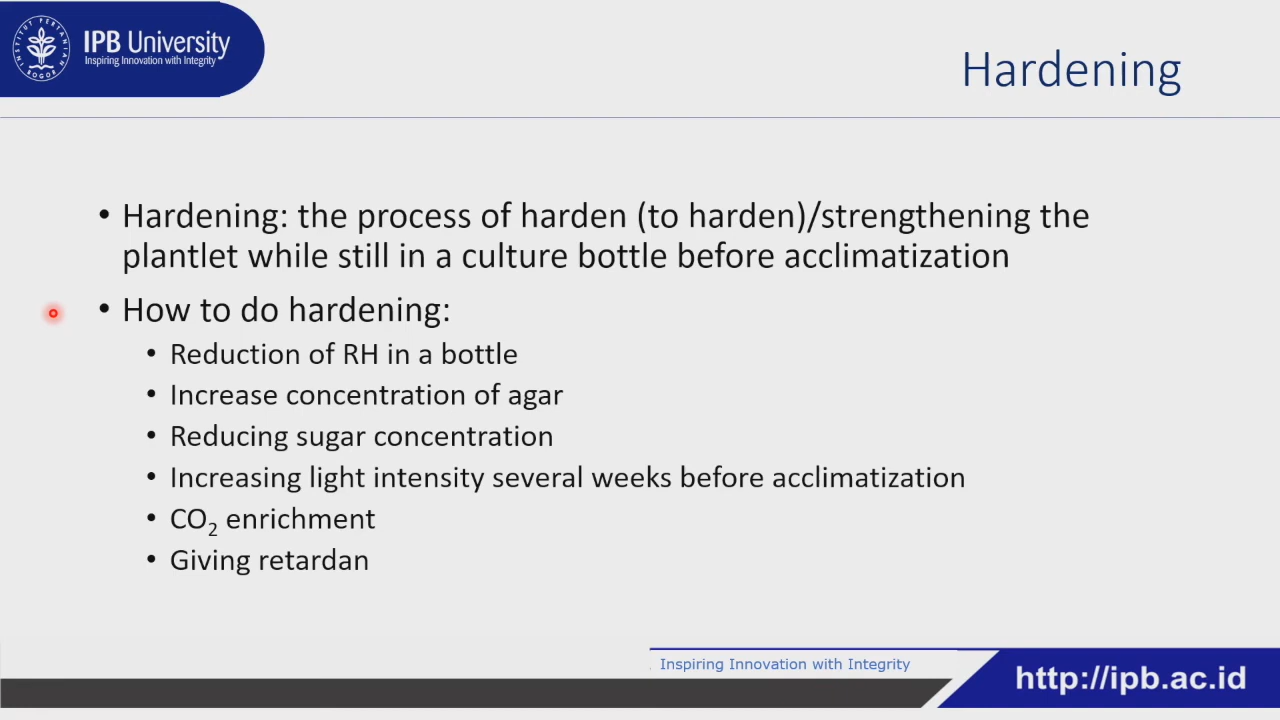 INSTITUT PERTANIAN BOGOR
IPB University
Inspiring Innovation with Integrity
Hardening
• Hardening: the process of harden (to harden)/strengthening the
plantlet while still in a culture bottle before acclimatization
• How to do hardening:
• Reduction of RH in a bottle
• Increase concentration of agar
• Reducing sugar concentration
• Increasing light intensity several weeks before acclimatization
• CO₂ enrichment
• Giving retardan
Inspiring Innovation with Integrity
http://ipb.ac.id